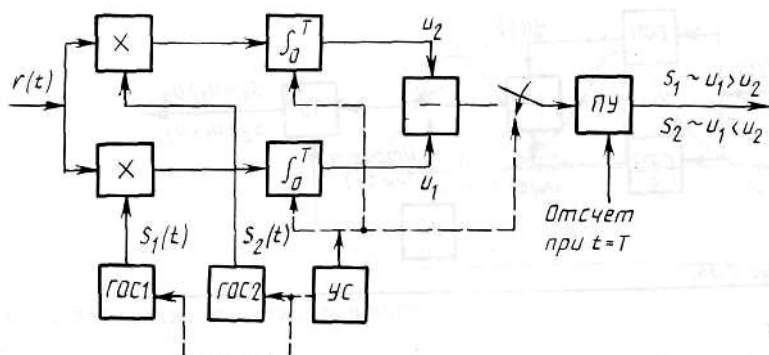 ×
∫₀ᵀ
u₂
r(t)
−
ПУ
S₁ ~ u₁ > u₂
S₂ ~ u₁ < u₂
×
∫₀ᵀ
u₁
S₁(t)
S₂(t)
Отсчет
при t=T
ГОС1
ГОС2
УС